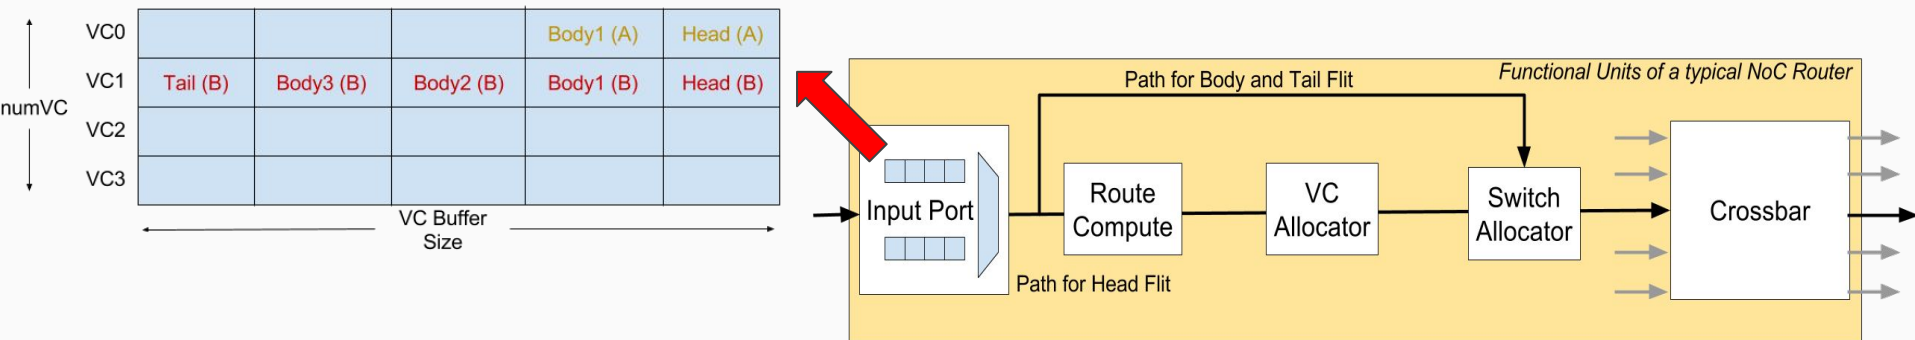 VC0
Body1 (A)
Head (A)
VC1
Tail (B)
Body3 (B)
Body2 (B)
Body1 (B)
Head (B)
numVC
VC2
VC3
VC Buffer
Size
Functional Units of a typical NoC Router
Path for Body and Tail Flit
Input Port
Route
Compute
VC
Allocator
Switch
Allocator
Crossbar
Path for Head Flit